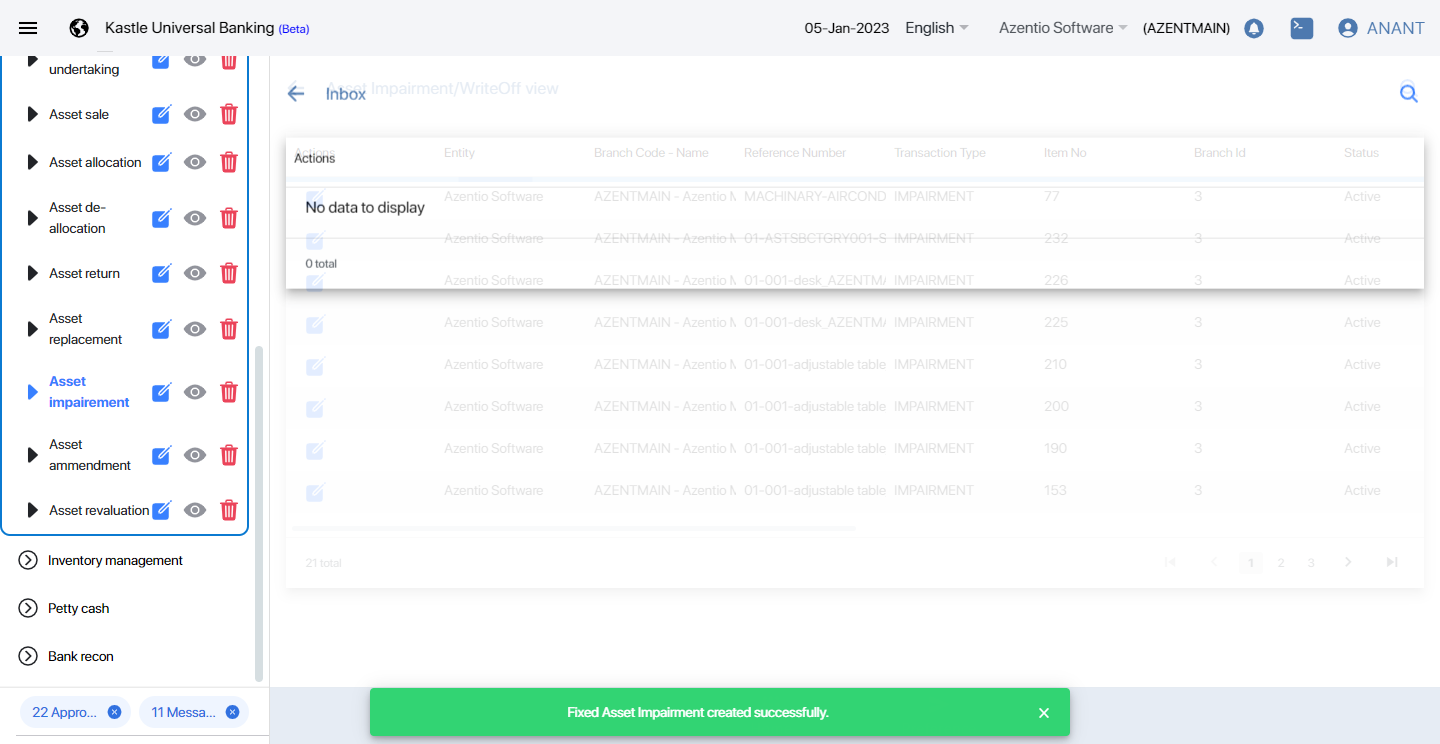 Kastle Universal Banking (Beta)
05-Jan-2023
English
Azentio Software
(AZENTMAIN)
ANANT
undertaking
Asset sale
Asset allocation
Asset de-
allocation
Asset return
Asset
replacement
Asset
impairement
Asset
ammendment
Asset revaluation
Inventory management
Petty cash
Bank recon
22 Appro...
11 Messa...
Asset Impairment/WriteOff view
Inbox
Actions Entity Branch Code - Name Reference Number Transaction Type Item No Branch Id Status
Actions
Azentio Software AZENTMAIN - Azentio M MACHINARY-AIRCOND IMPAIRMENT 77 3 Active
No data to display
Azentio Software AZENTMAIN - Azentio M 01-ASTSBCTGRY001-S IMPAIRMENT 232 3 Active
0 total
Azentio Software AZENTMAIN - Azentio M 01-001-desk_AZENTMA IMPAIRMENT 226 3 Active
Azentio Software AZENTMAIN - Azentio M 01-001-desk_AZENTMA IMPAIRMENT 225 3 Active
Azentio Software AZENTMAIN - Azentio M 01-001-adjustable table IMPAIRMENT 210 3 Active
Azentio Software AZENTMAIN - Azentio M 01-001-adjustable table IMPAIRMENT 200 3 Active
Azentio Software AZENTMAIN - Azentio M 01-001-adjustable table IMPAIRMENT 190 3 Active
Azentio Software AZENTMAIN - Azentio M 01-001-adjustable table IMPAIRMENT 153 3 Active
21 total
1 2 3
Fixed Asset Impairment created successfully.